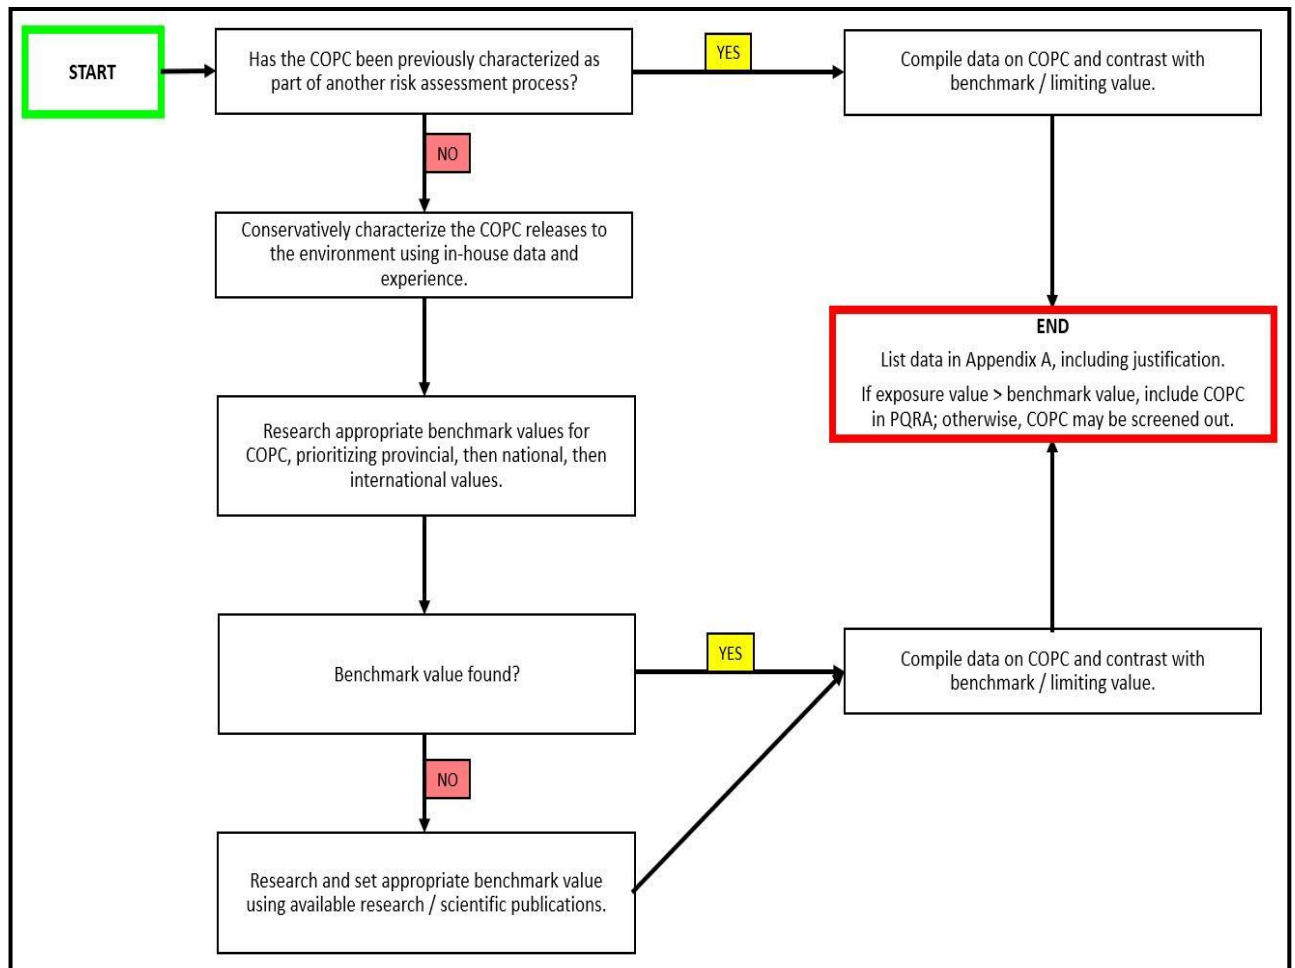 START
Has the COPC been previously characterized as
part of another risk assessment process?
YES
Compile data on COPC and contrast with
benchmark / limiting value.
NO
Conservatively characterize the COPC releases to
the environment using in-house data and
experience.
END
List data in Appendix A, including justification.
If exposure value > benchmark value, include COPC
in PQRA; otherwise, COPC may be screened out.
Research appropriate benchmark values for
COPC, prioritizing provincial, then national, then
international values.
Benchmark value found?
YES
Compile data on COPC and contrast with
benchmark / limiting value.
NO
Research and set appropriate benchmark value
using available research / scientific publications.